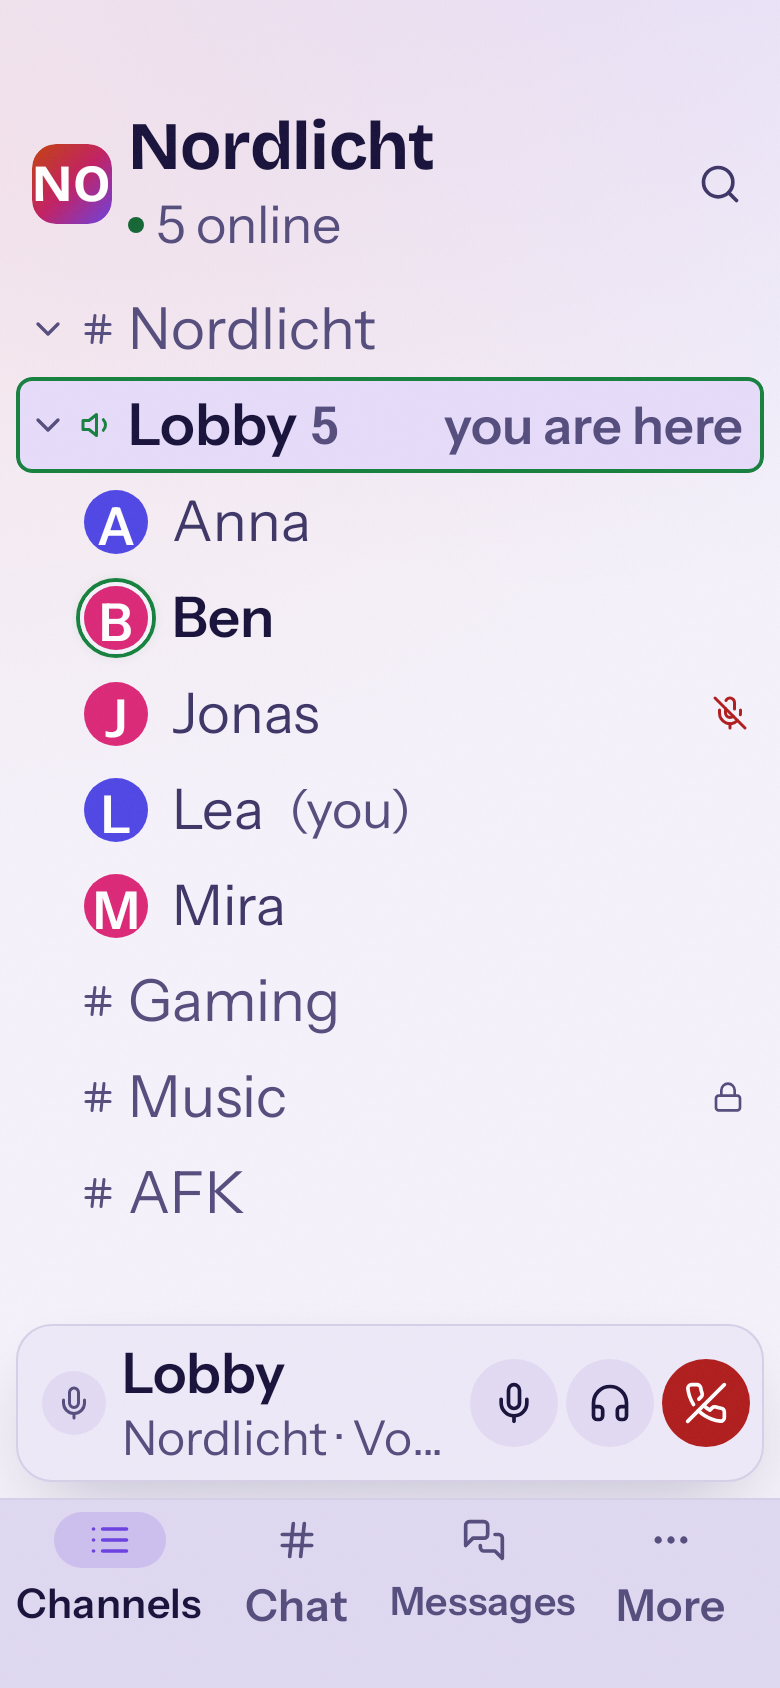 NO
Nordlicht
5 online
# Nordlicht
Lobby 5 you are here
A Anna
B Ben
J Jonas
L Lea (you)
M Mira
# Gaming
# Music
# AFK
Lobby
Nordlicht · Vo...
Channels Chat Messages More